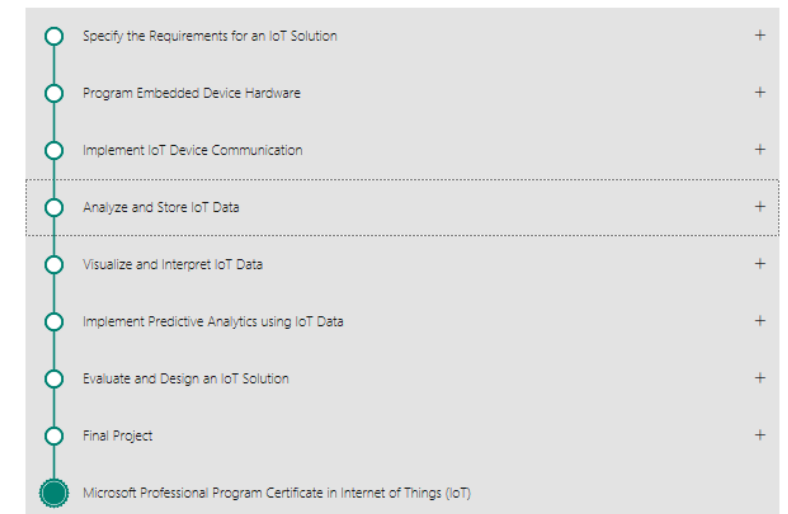 Specify the Requirements for an IoT Solution +
Program Embedded Device Hardware +
Implement IoT Device Communication +
Analyze and Store IoT Data +
Visualize and Interpret IoT Data +
Implement Predictive Analytics using IoT Data +
Evaluate and Design an IoT Solution +
Final Project +
Microsoft Professional Program Certificate in Internet of Things (IoT)